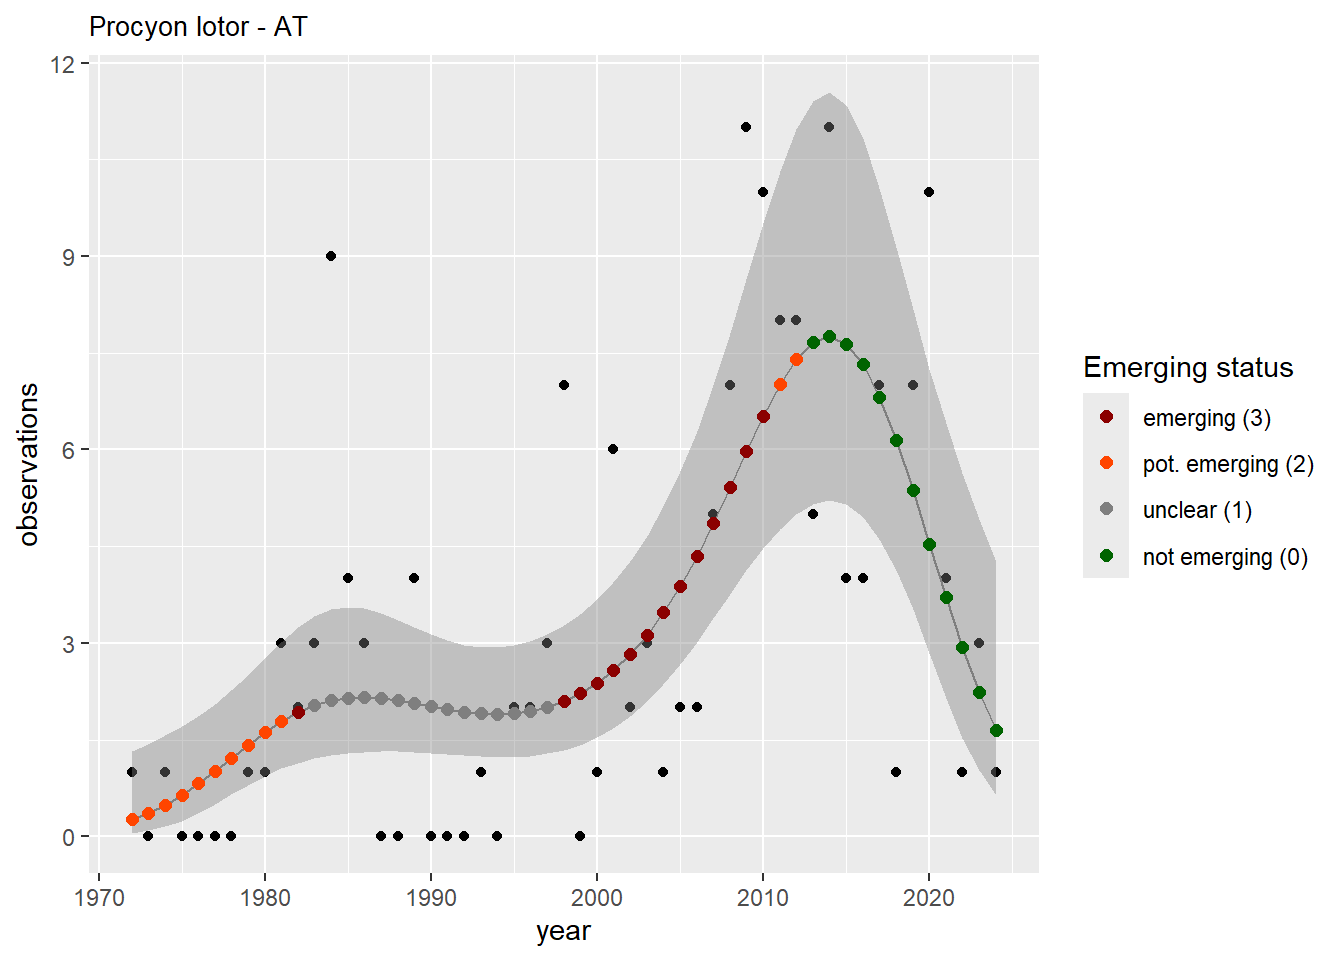 Procyon lotor - AT
12
9
6
3
0
observations
1970
1980
1990
2000
2010
2020
year
Emerging status
emerging (3)
pot. emerging (2)
unclear (1)
not emerging (0)